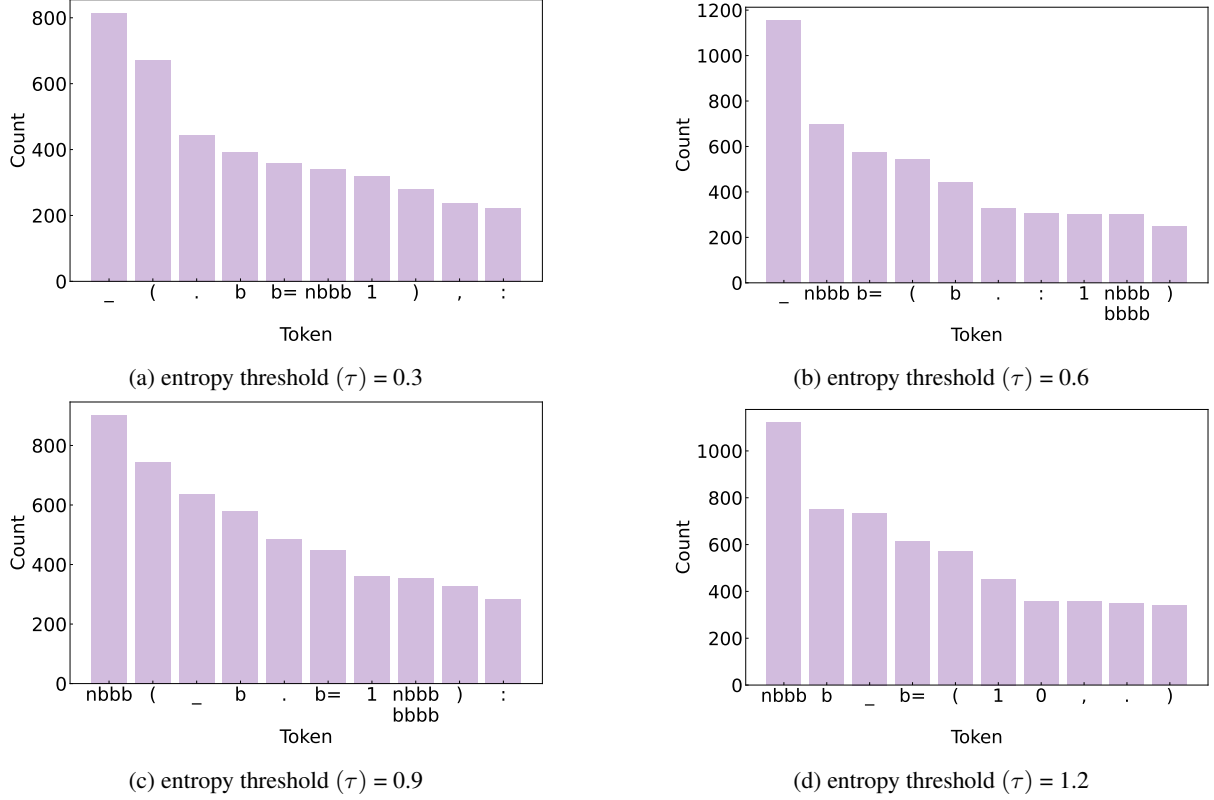 800
600
400
200
0
Count
_ ( . b b= nbbb 1 ) , :
Token
(a) entropy threshold (τ) = 0.3
1200
1000
800
600
400
200
0
Count
_ nbbb b= ( b . : 1 nbbb )
bbbb
Token
(b) entropy threshold (τ) = 0.6
800
600
400
200
0
Count
nbbb ( _ b . b= 1 nbbb ) :
bbbb
Token
(c) entropy threshold (τ) = 0.9
1000
800
600
400
200
0
Count
nbbb b _ b= ( 1 0 , . )
Token
(d) entropy threshold (τ) = 1.2